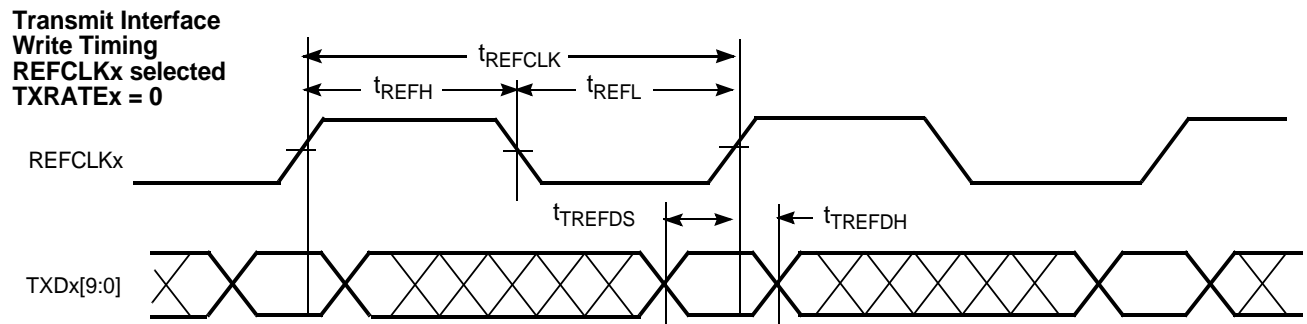 Transmit Interface
Write Timing
REFCLKx selected
TXRATEx = 0
tREFCLK
tREFH
tREFL
REFCLKx
tTREFDS
tTREFDH
TXDx[9:0]